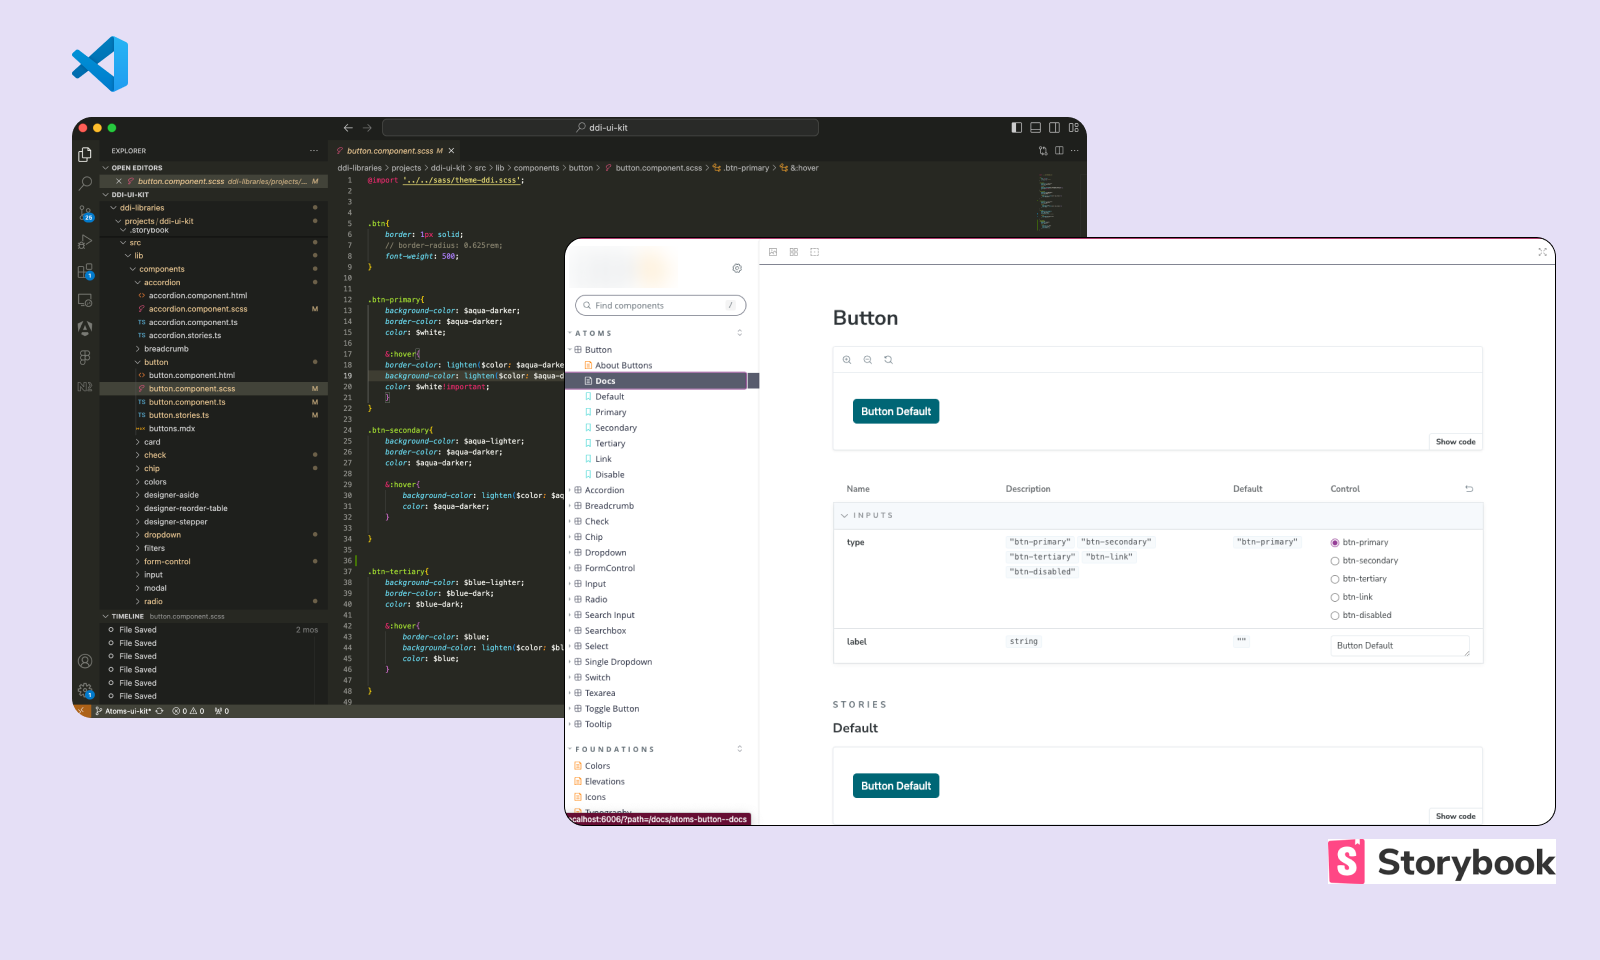 ddi-ui-kit
EXPLORER
OPEN EDITORS
button.component.scss ddi-libraries/projects/... M
DDI-UI-KIT
ddi-libraries
projects / ddi-ui-kit
.storybook
src
lib
components
accordion
<> accordion.component.html
accordion.component.scss M
TS accordion.component.ts
TS accordion.stories.ts
breadcrumb
button
<> button.component.html
button.component.scss M
TS button.component.ts M
TS button.stories.ts M
buttons.mdx
card
check
chip
colors
designer-aside
designer-reorder-table
designer-stepper
dropdown
filters
form-control
input
modal
radio
TIMELINE button.component.scss
File Saved 2 mos
File Saved
File Saved
File Saved
File Saved
File Saved
25
1
1
Atoms-ui-kit* 0 0 0
button.component.scss M
ddi-libraries > projects > ddi-ui-kit > src > lib > components > button > button.component.scss > .btn-primary > &:hover
1 @import '../../sass/theme-ddi.scss';
2
3
4
5 .btn{
6 border: 1px solid;
7 // border-radius: 0.625rem;
8 font-weight: 500;
9 }
10
11
12 .btn-primary{
13 background-color: $aqua-darker;
14 border-color: $aqua-darker;
15 color: $white;
16
17 &:hover{
18 border-color: lighten($color: $aqua-darke
19 background-color: lighten($color: $aqua-d
20 color: $white!important;
21 }
22 }
23
24 .btn-secondary{
25 background-color: $aqua-lighter;
26 border-color: $aqua-darker;
27 color: $aqua-darker;
28
29 &:hover{
30 background-color: lighten($color: $aq
31 color: $aqua-darker;
32 }
33
34 }
35
36
37 .btn-tertiary{
38 background-color: $blue-lighter;
39 border-color: $blue-dark;
40 color: $blue-dark;
41
42 &:hover{
43 border-color: $blue;
44 background-color: lighten($color: $bl
45 color: $blue;
46 }
47
48 }
49
Find components /
ATOMS
Button
About Buttons
Docs
Default
Primary
Secondary
Tertiary
Link
Disable
Accordion
Breadcrumb
Check
Chip
Dropdown
FormControl
Input
Radio
Search Input
Searchbox
Select
Single Dropdown
Switch
Texarea
Toggle Button
Tooltip
FOUNDATIONS
Colors
Elevations
Icons
Typography
calhost:6006/?path=/docs/atoms-button--docs
Button
Button Default
Show code
Name Description Default Control
INPUTS
type "btn-primary" "btn-secondary" "btn-primary" btn-primary
"btn-tertiary" "btn-link" btn-secondary
"btn-disabled" btn-tertiary
btn-link
btn-disabled
label string "" Button Default
STORIES
Default
Button Default
Show code
S Storybook